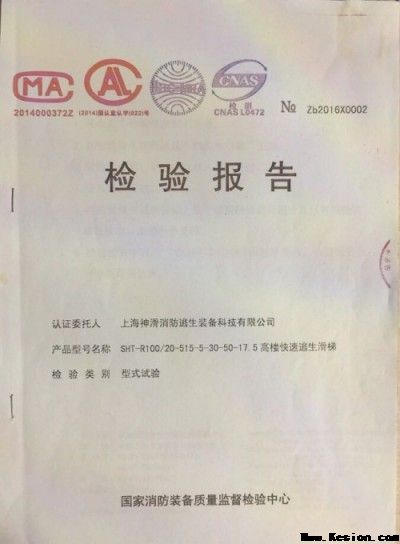 CMA
CAL
ilac-MRA
CNAS
2014000372Z
(2014)国认监认字(022)号
检测
CNAS L0472
№ Zb2016X0002
检验报告
认证委托人 上海神滑消防逃生装备科技有限公司
产品型号名称 SHT-R100/20-515-5-30-50-17.5高楼快速逃生滑梯
检验类别 型式试验
国家消防装备质量监督检验中心
Www.Kesion.com